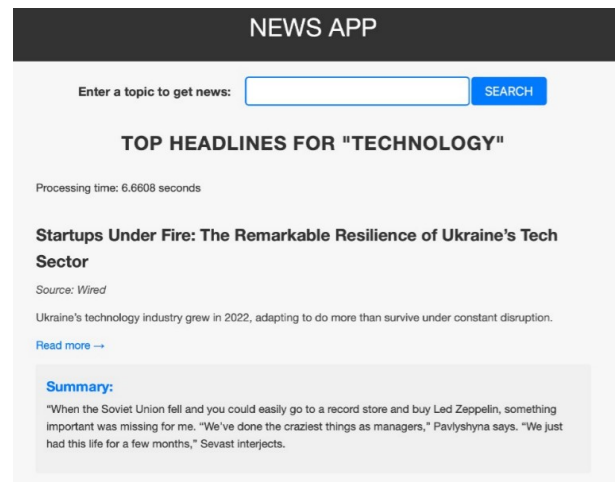 NEWS APP
Enter a topic to get news:
SEARCH
TOP HEADLINES FOR "TECHNOLOGY"
Processing time: 6.6608 seconds
Startups Under Fire: The Remarkable Resilience of Ukraine’s Tech
Sector
Source: Wired
Ukraine’s technology industry grew in 2022, adapting to do more than survive under constant disruption.
Read more →
Summary:
“When the Soviet Union fell and you could easily go to a record store and buy Led Zeppelin, something
important was missing for me. “We’ve done the craziest things as managers,” Pavlyshyna says. “We just
had this life for a few months,” Sevast interjects.